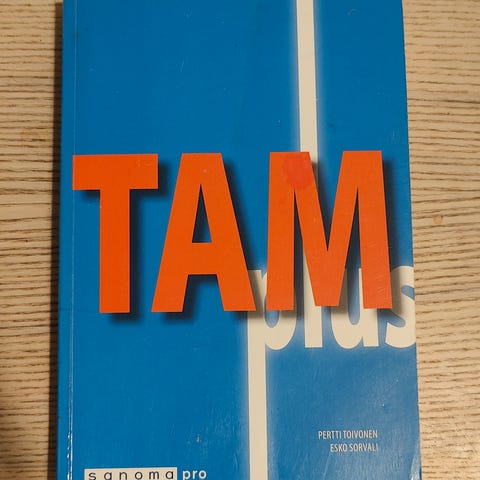 TAM
plus
PERTTI TOIVONEN
ESKO SORVALI
sanoma pro